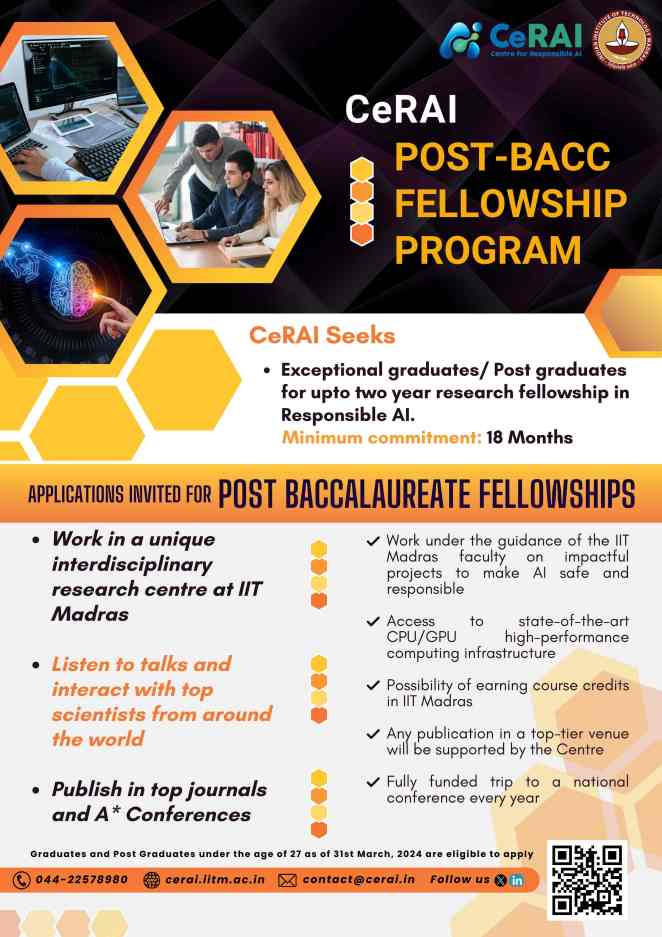 CeRAI
Centre for Responsible AI
CeRAI
POST-BACC
FELLOWSHIP
PROGRAM
CeRAI Seeks
Exceptional graduates/ Post graduates
for upto two year research fellowship in
Responsible AI.
Minimum commitment: 18 Months
APPLICATIONS INVITED FOR POST BACCALAUREATE FELLOWSHIPS
Work in a unique
interdisciplinary
research centre at IIT
Madras
Listen to talks and
interact with top
scientists from around
the world
Publish in top journals
and A* Conferences
Work under the guidance of the IIT
Madras faculty on impactful
projects to make AI safe and
responsible
Access to state-of-the-art
CPU/GPU high-performance
computing infrastructure
Possibility of earning course credits
in IIT Madras
Any publication in a top-tier venue
will be supported by the Centre
Fully funded trip to a national
conference every year
Graduates and Post Graduates under the age of 27 as of 31st March, 2024 are eligible to apply
044-22578980 cerai.iitm.ac.in contact@cerai.in Follow us X in